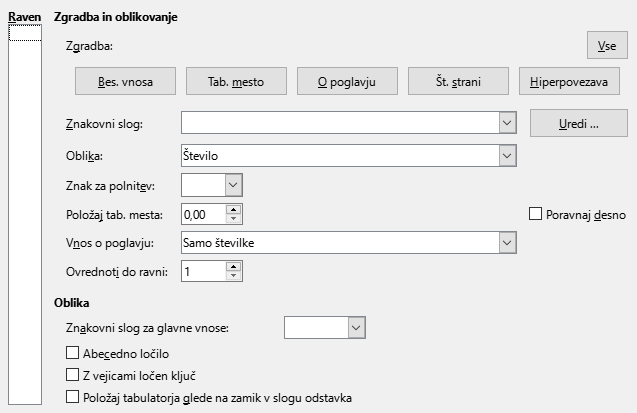 Raven
Zgradba in oblikovanje
Zgradba:
Vse
Bes. vnosa
Tab. mesto
O poglavju
Št. strani
Hiperpovezava
Znakovni slog:
Uredi ...
Oblika:
Število
Znak za polnitev:
Položaj tab. mesta:
0,00
Poravnaj desno
Vnos o poglavju:
Samo številke
Ovrednoti do ravni:
1
Oblika
Znakovni slog za glavne vnose:
Abecedno ločilo
Z vejicami ločen ključ
Položaj tabulatorja glede na zamik v slogu odstavka